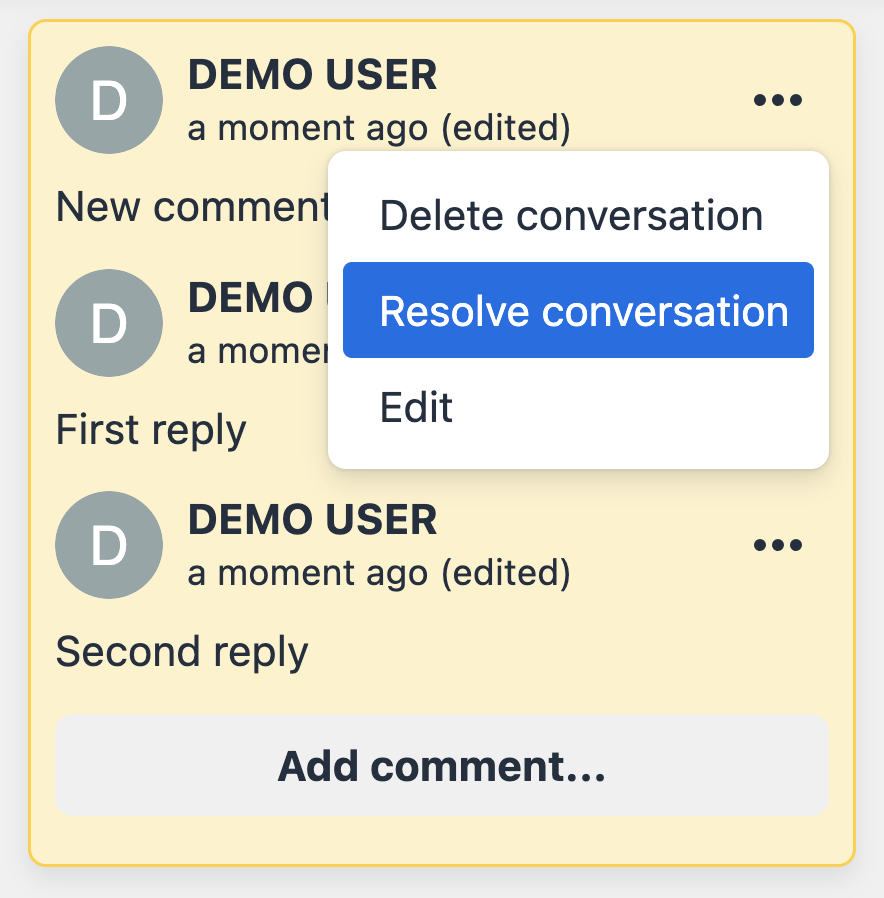 D
DEMO USER
a moment ago (edited)
New comment
Delete conversation
Resolve conversation
Edit
D
DEMO
a
First reply
D
DEMO USER
a moment ago (edited)
Second reply
Add comment...